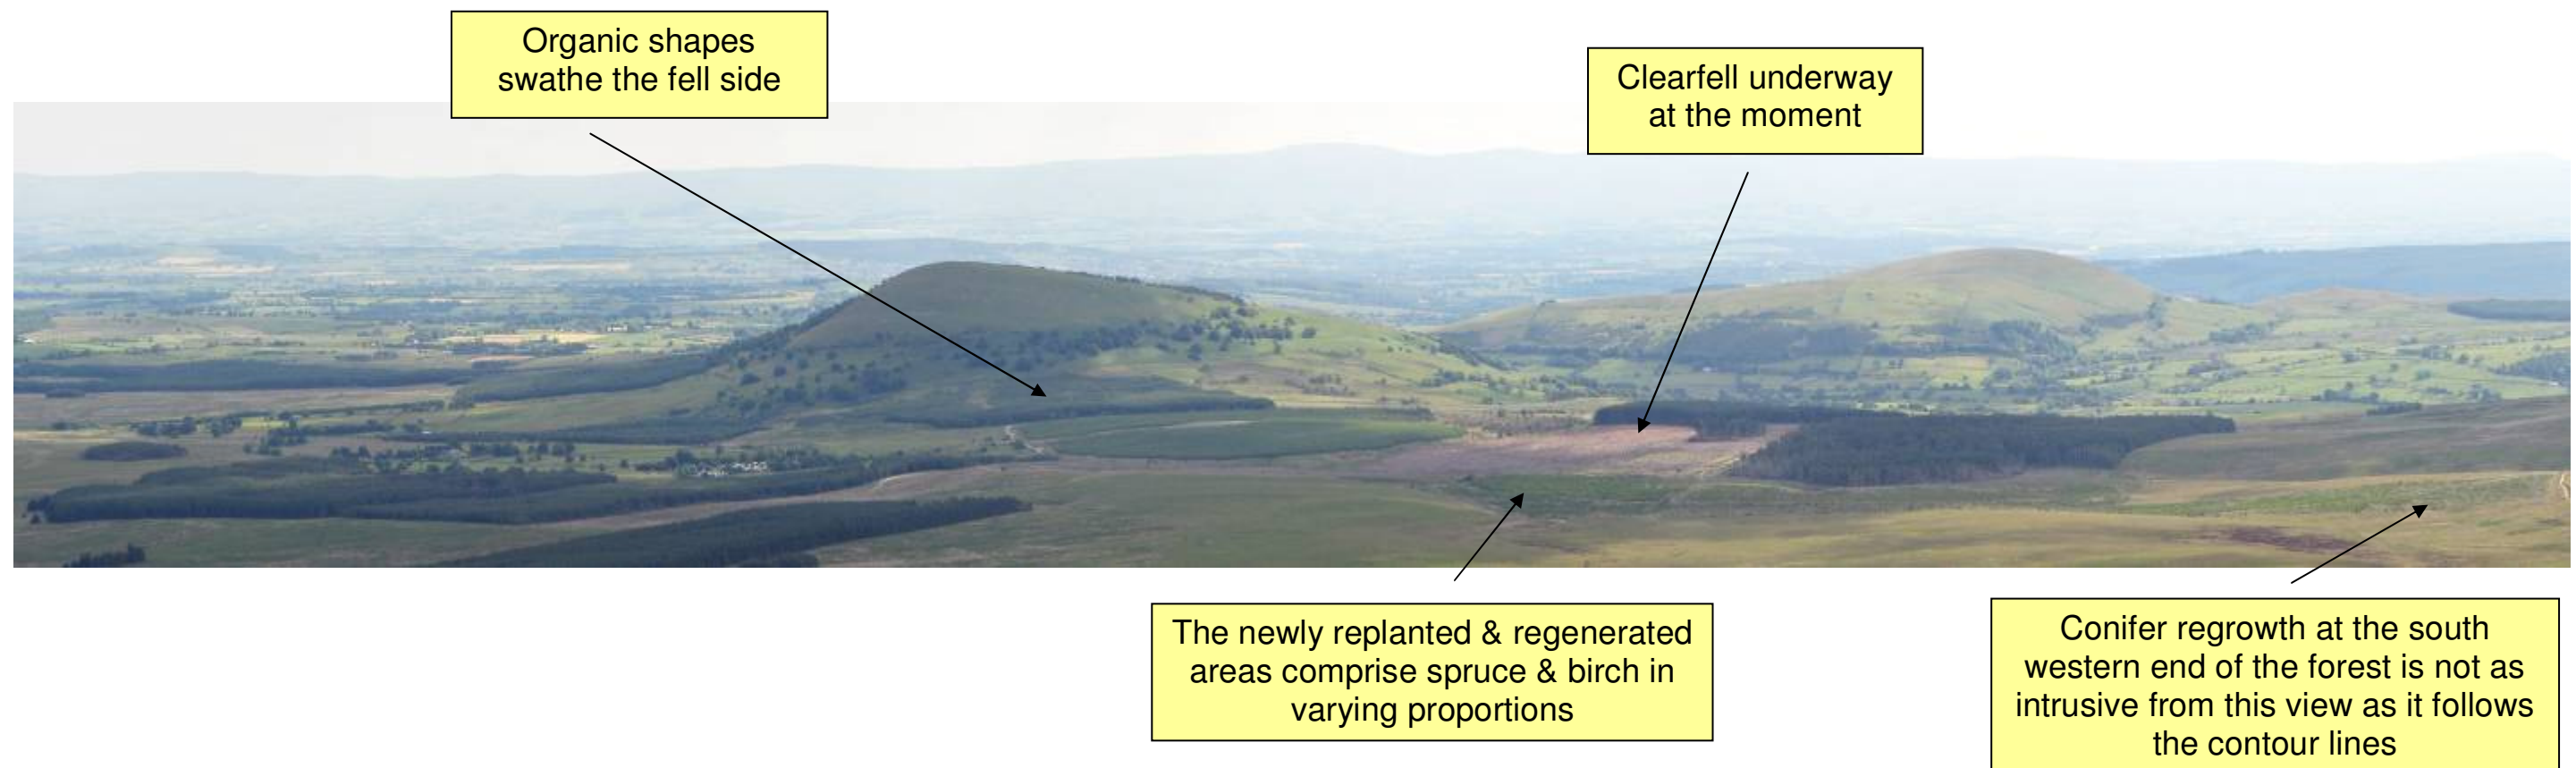 Organic shapes
swathe the fell side
Clearfell underway
at the moment
The newly replanted & regenerated
areas comprise spruce & birch in
varying proportions
Conifer regrowth at the south
western end of the forest is not as
intrusive from this view as it follows
the contour lines